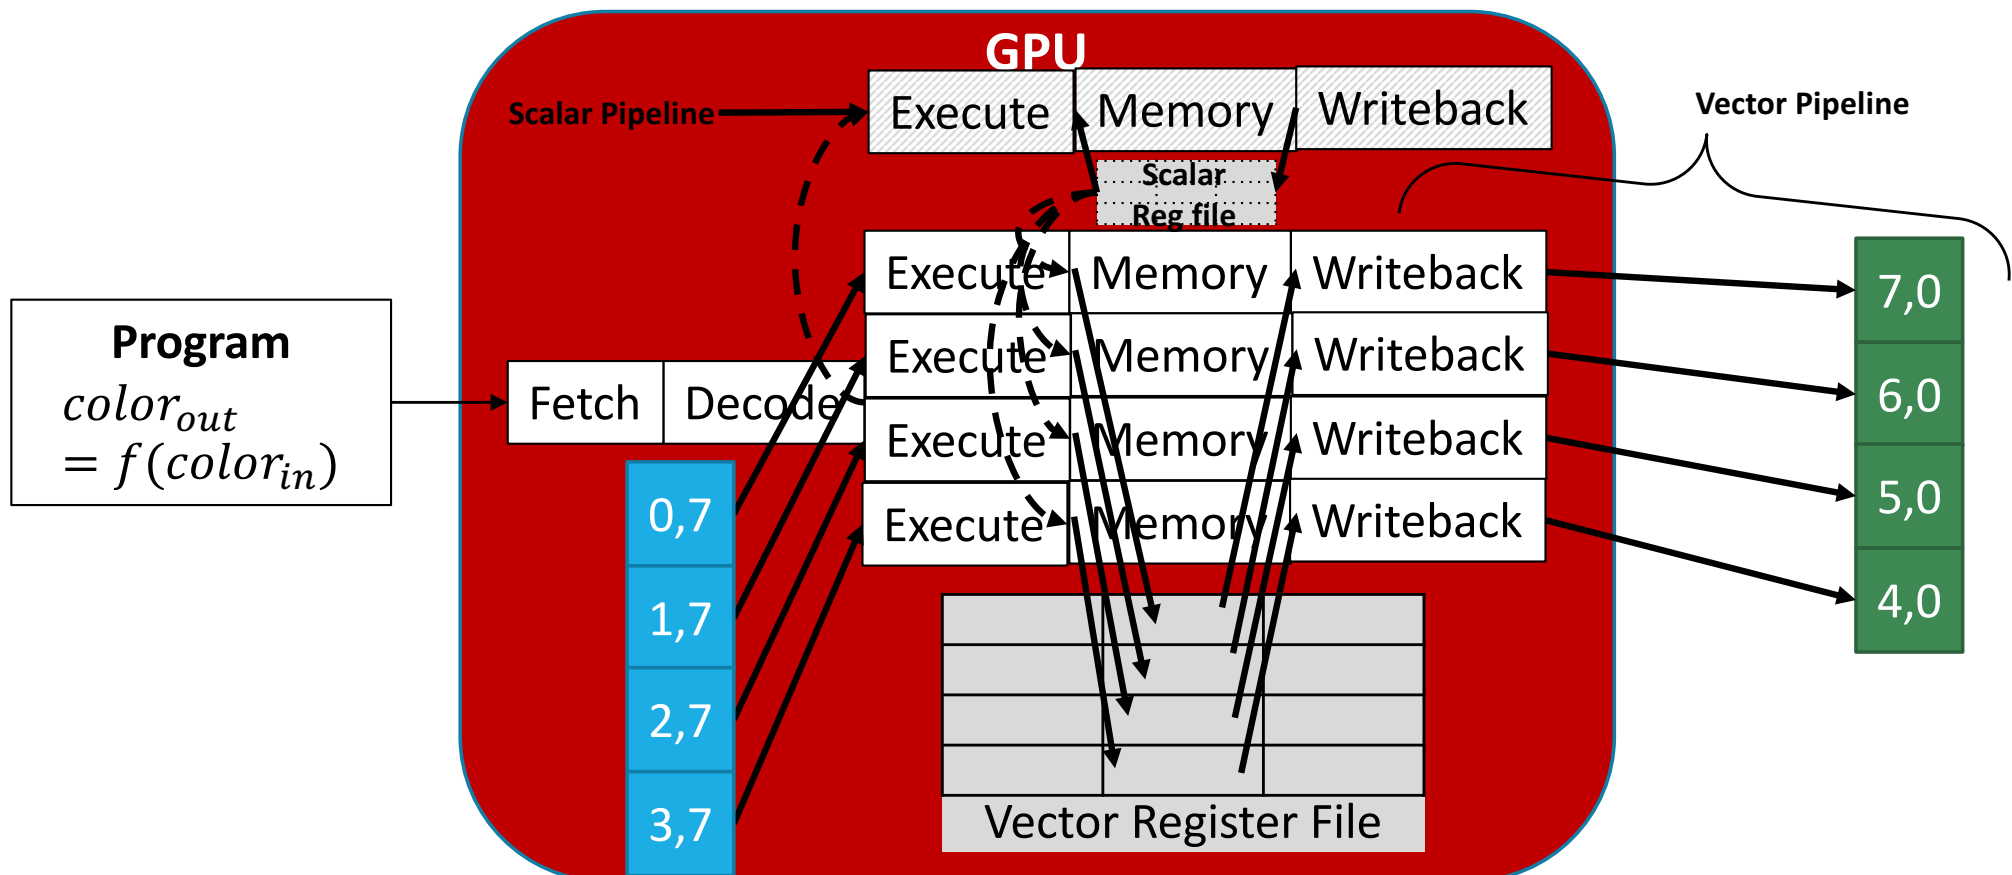 GPU
Scalar Pipeline
Execute
Memory
Writeback
Vector Pipeline
Scalar
Reg file
Execute
Memory
Writeback
7,0
Program
color_out
= f(color_in)
Fetch
Decode
Execute
Memory
Writeback
6,0
Execute
Memory
Writeback
5,0
Execute
Memory
Writeback
4,0
0,7
1,7
2,7
3,7
Vector Register File